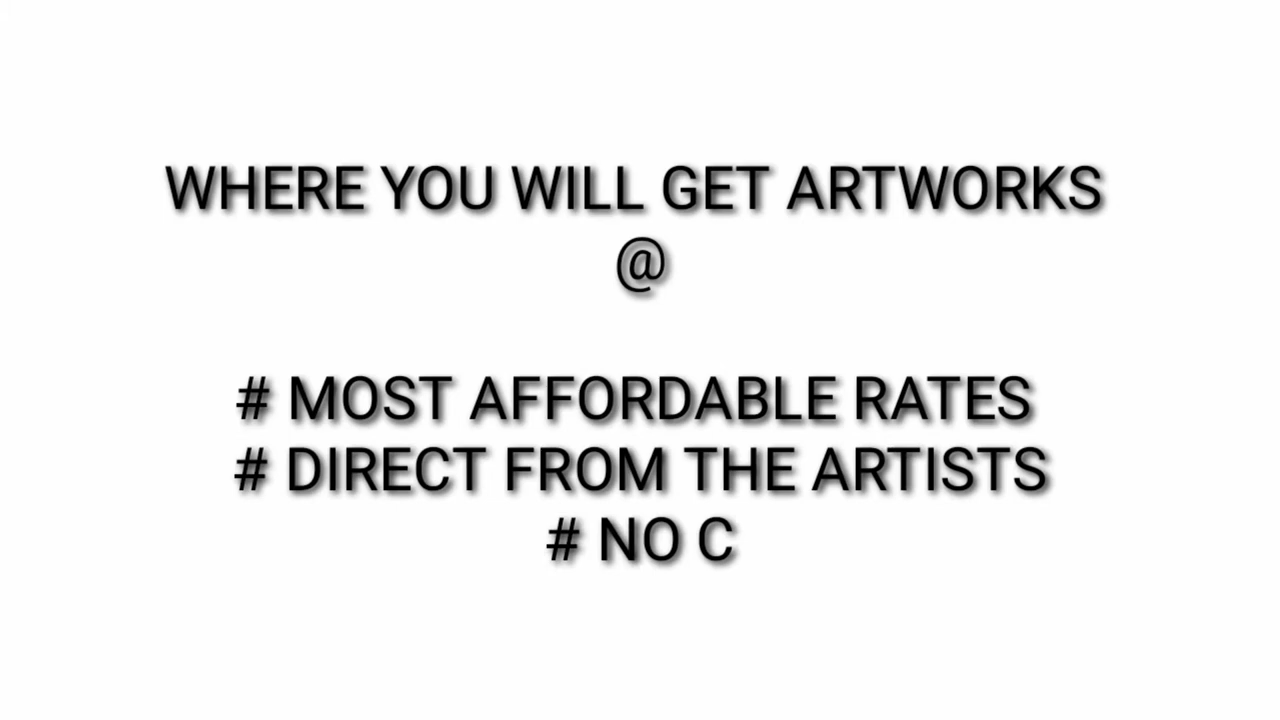 WHERE YOU WILL GET ARTWORKS
@
# MOST AFFORDABLE RATES
# DIRECT FROM THE ARTISTS
# NO C